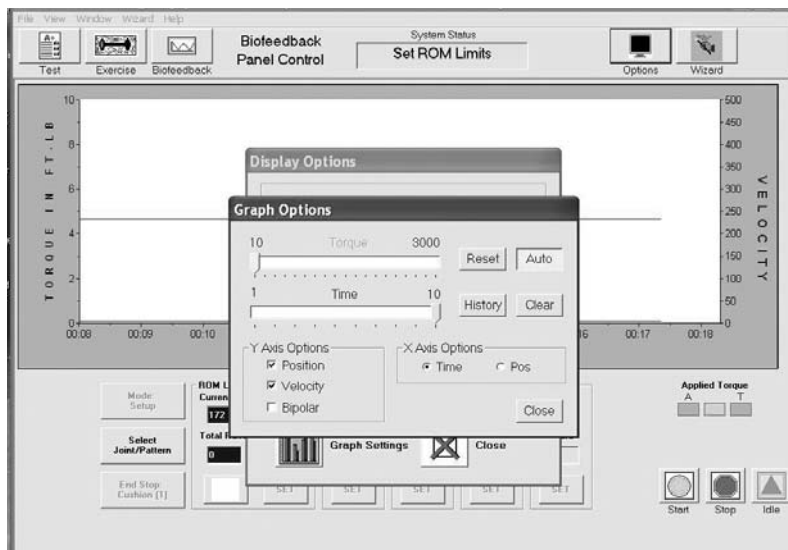 File View Window Wizard Help
System Status
Biofeedback
Panel Control
Set ROM Limits
Test Exercise Biofeedback
Options Wizard
TORQUE IN FT.LB
10
8
6
4
2
0
500
450
400
350
300
250
200
150
100
50
0
VELOCITY
00:08 00:09 00:10 00:17 00:18
Display Options
Graph Options
10 Torque 3000
Reset Auto
1 Time 10
History Clear
Y Axis Options
Position
Velocity
Bipolar
X Axis Options
Time Pos
Close
Mode
Setup
ROM L
Curren
172
Applied Torque
A T
Select
Joint/Pattern
0
Graph Settings Close
End Stop
Cushion [1]
SET SET SET SET SET
Start Stop Idle